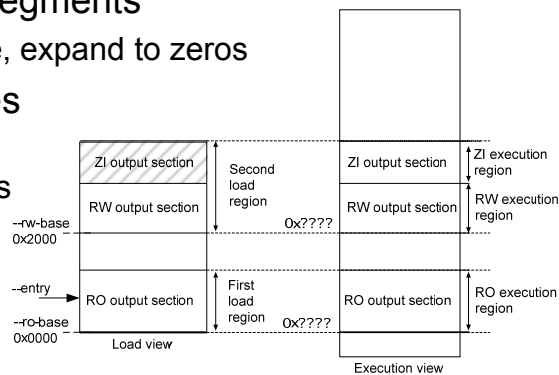 egments
, expand to zeros
es
s
ZI output section
RW output section
--rw-base
0x2000
--entry
RO output section
--ro-base
0x0000
Load view
Second
load
region
0x????
First
load
region
0x????
ZI output section
RW output section
RO output section
Execution view
ZI execution
region
RW execution
region
RO execution
region